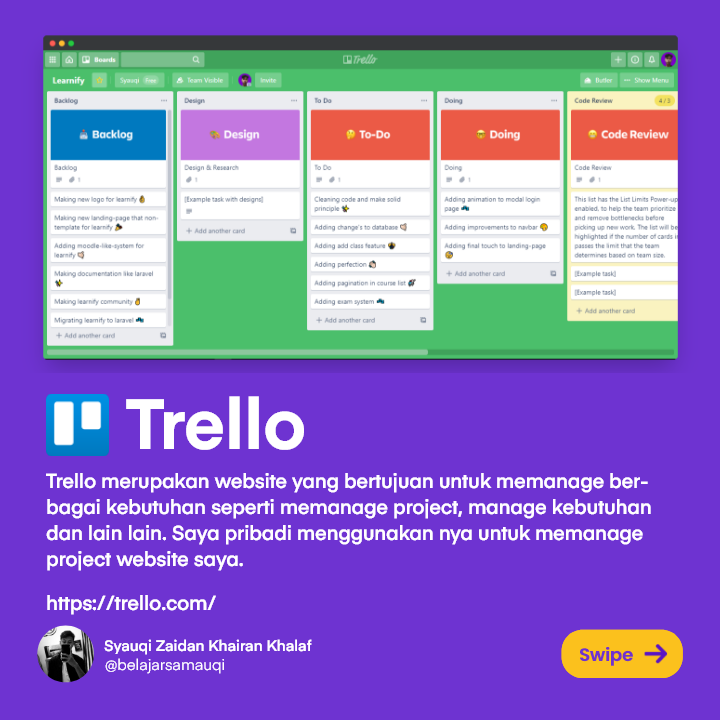 Boards
Trello
Learnify
Syauqi Free
Team Visible
Invite
Butler
Show Menu
Backlog
Backlog
Backlog
1
Making new logo for learnify
Making new landing-page that non-
template for learnify
Adding moodle-like-system for
learnify
Making documentation like laravel
Making learnify community
Migrating learnify to laravel
+ Add another card
Design
Design
Design & Research
1
[Example task with designs]
+ Add another card
To Do
To-Do
To Do
1
Cleaning code and make solid
principle
Adding change's to database
Adding add class feature
Adding perfection
Adding pagination in course list
Adding exam system
+ Add another card
Doing
Doing
Doing
1
Adding animation to modal login
page
Adding improvements to navbar
Adding final touch to landing-page
+ Add another card
Code Review
4 / 3
Code Review
Code Review
1
This list has the List Limits Power-up
enabled, to help the team prioritize
and remove bottlenecks before
picking up new work. The list will be
highlighted if the number of cards in
passes the limit that the team
determines based on team size.
[Example task]
[Example task]
+ Add another card
Trello
Trello merupakan website yang bertujuan untuk memanage ber-
bagai kebutuhan seperti memanage project, manage kebutuhan
dan lain lain. Saya pribadi menggunakan nya untuk memanage
project website saya.
https://trello.com/
Syauqi Zaidan Khairan Khalaf
@belajarsamauqi
Swipe →